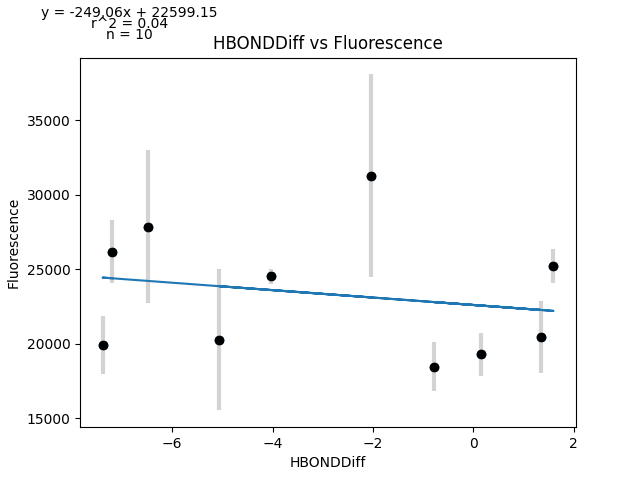 y = -249.06x + 22599.15
r^2 = 0.04
n = 10
HBONDDiff vs Fluorescence
35000
30000
25000
20000
15000
Fluorescence
−6
−4
−2
0
2
HBONDDiff